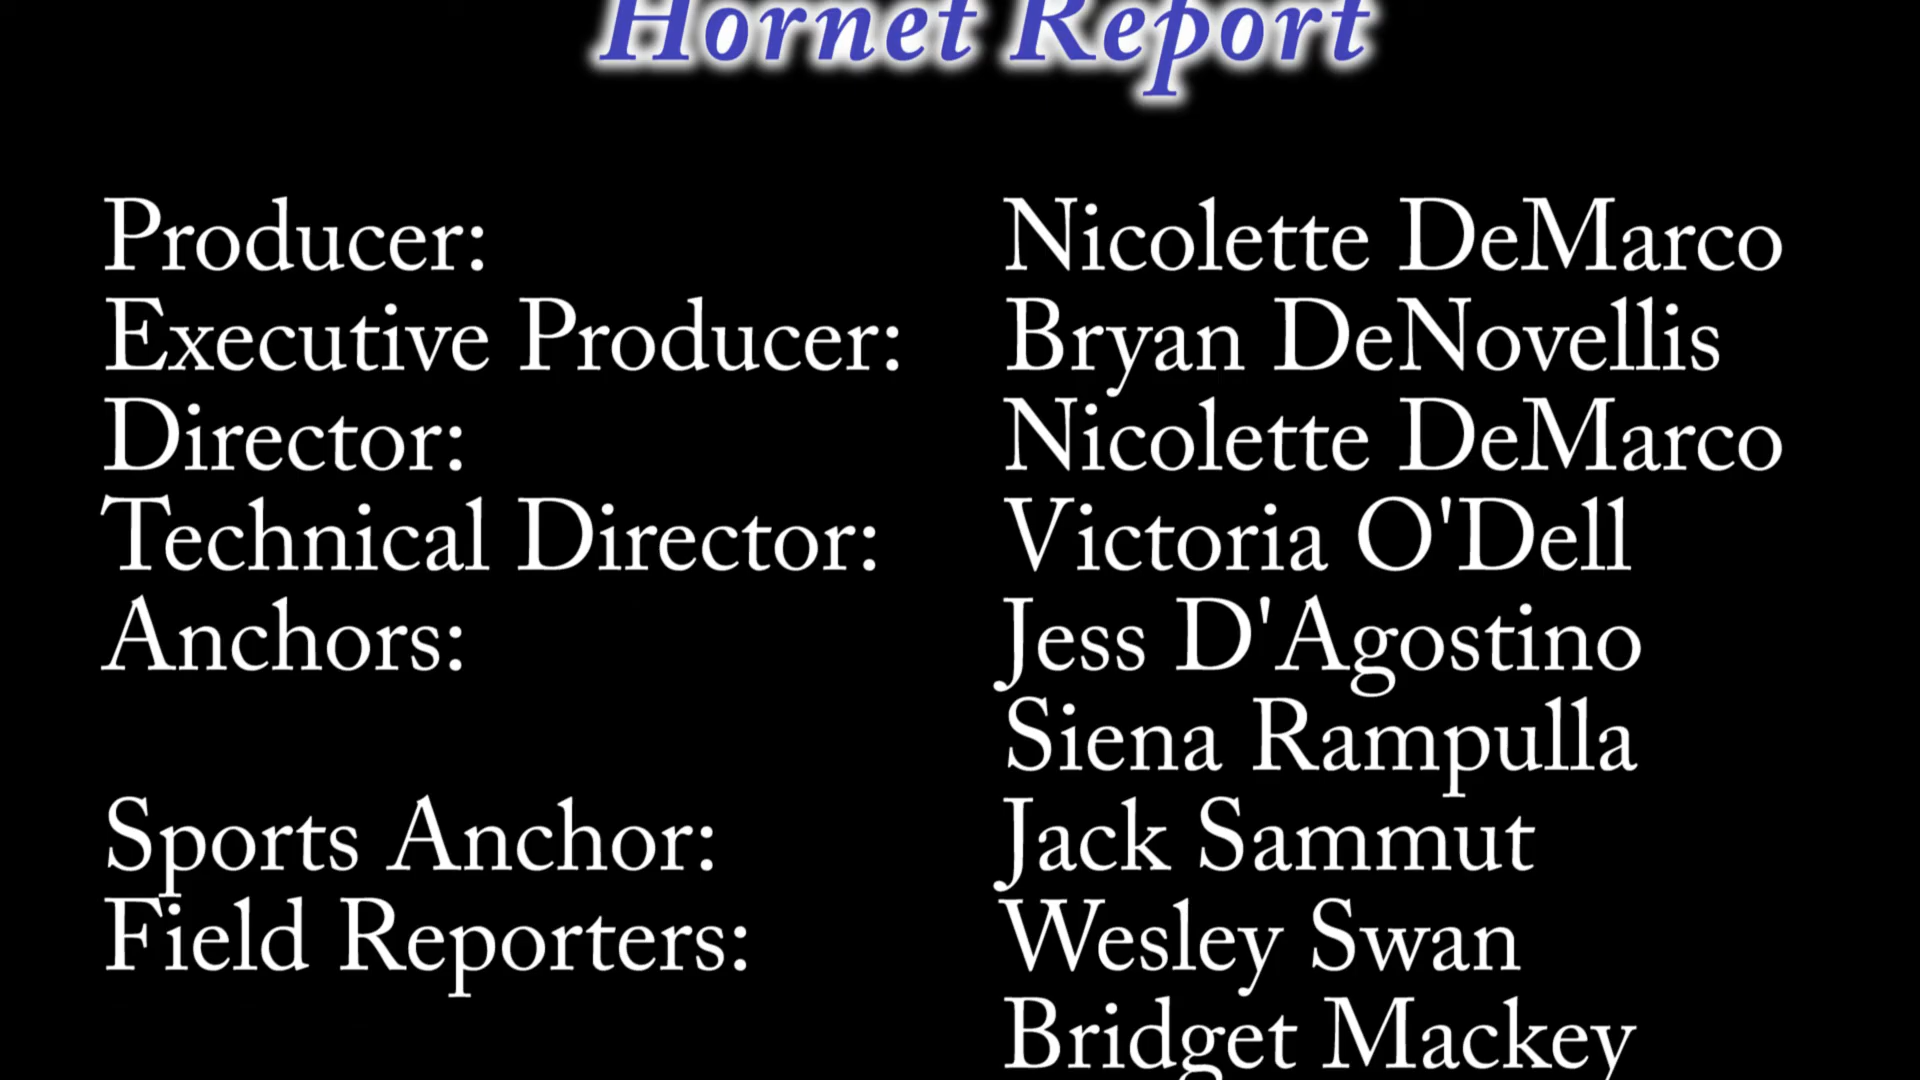 Hornet Report
Producer: Nicolette DeMarco
Executive Producer: Bryan DeNovellis
Director: Nicolette DeMarco
Technical Director: Victoria O'Dell
Anchors: Jess D'Agostino
Siena Rampulla
Sports Anchor: Jack Sammut
Field Reporters: Wesley Swan
Bridget Mackey